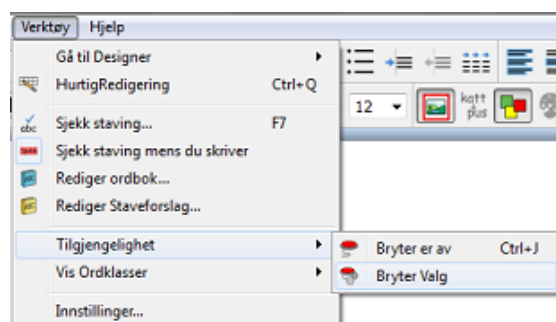 Verktøy Hjelp
Gå til Designer
HurtigRedigering Ctrl+Q
12
katt
plus
abc Sjekk staving... F7
Sjekk staving mens du skriver
Rediger ordbok...
Rediger Staveforslag...
Tilgjengelighet
Bryter er av Ctrl+J
Vis Ordklasser
Bryter Valg
Innstillinger...